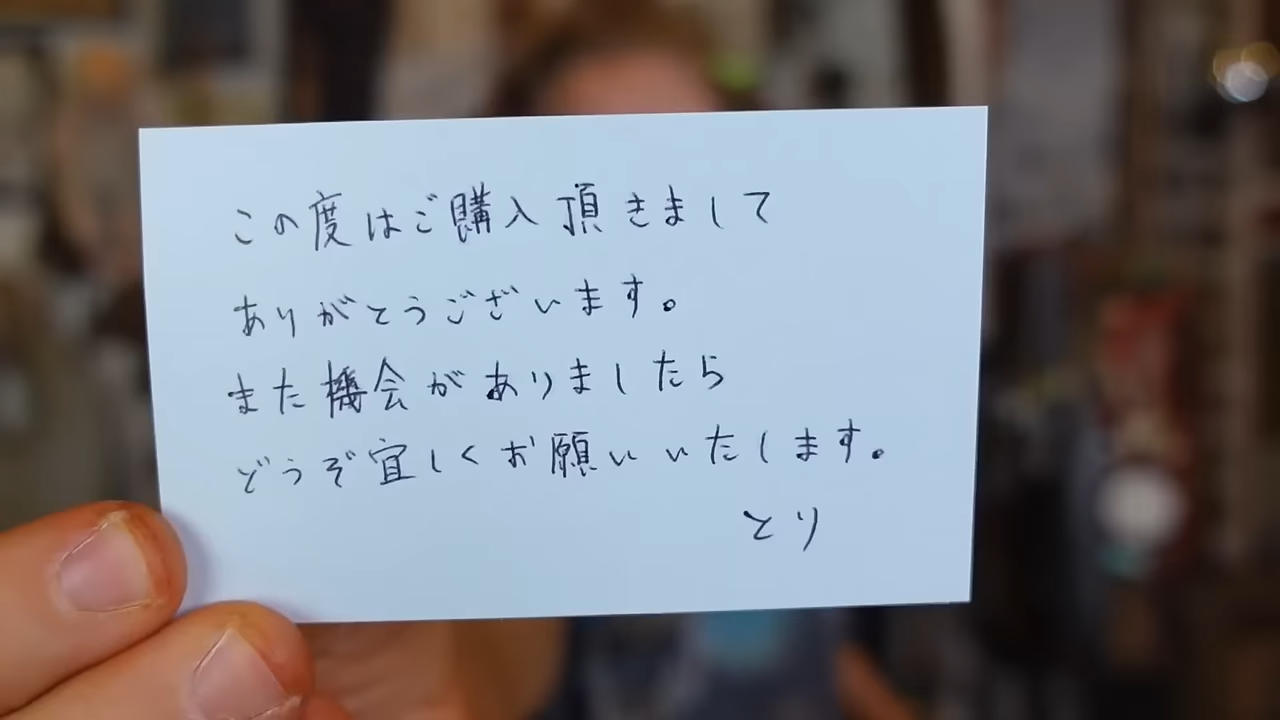 この度はご購入頂きまして
ありがとうございます。
また機会がありましたら
どうぞ宜しくお願いいたします。
とり